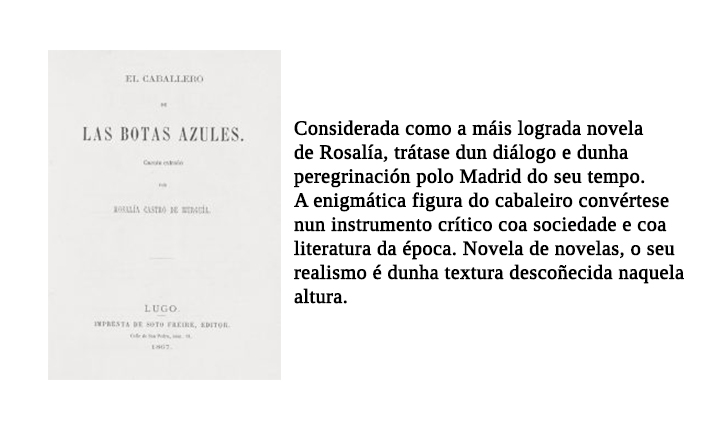 EL CABALLERO
DE
LAS BOTAS AZULES.
Cuento extraño
POR
ROSALÍA CASTRO DE MURGUÍA.
LUGO.
IMPRENTA DE SOTO FREIRE, EDITOR.
Calle de San Pedro, núm.
1867.
Considerada como a máis lograda novela
de Rosalía, trátase dun diálogo e dunha
peregrinación polo Madrid do seu tempo.
A enigmática figura do cabaleiro convértese
nun instrumento crítico coa sociedade e coa
literatura da época. Novela de novelas, o seu
realismo é dunha textura descoñecida naquela
altura.